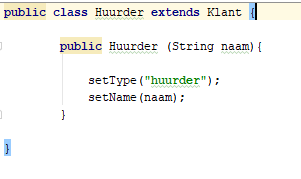 public class Huurder extends Klant {
public Huurder (String naam){
setType("huurder");
setName(naam);
}
}